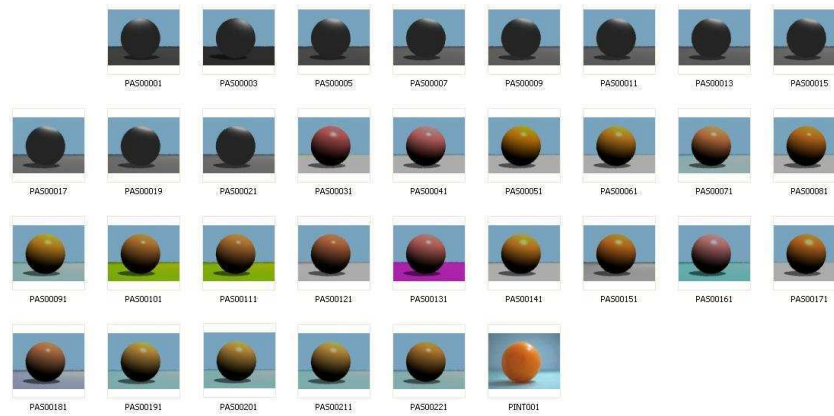 PAS00001 PAS00003 PAS00005 PAS00007 PAS00009 PAS00011 PAS00013 PAS00015
PAS00017 PAS00019 PAS00021 PAS00031 PAS00041 PAS00051 PAS00061 PAS00071 PAS00081
PAS00091 PAS00101 PAS00111 PAS00121 PAS00131 PAS00141 PAS00151 PAS00161 PAS00171
PAS00181 PAS00191 PAS00201 PAS00211 PAS00221 PINT001